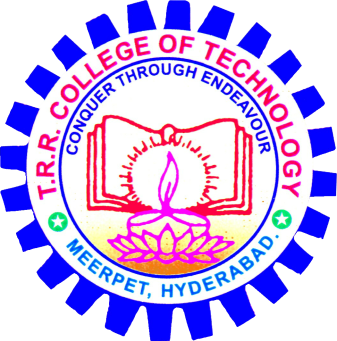 T.R.R. COLLEGE OF TECHNOLOGY
CONQUER THROUGH ENDEAVOUR
MEERPET, HYDERABAD.